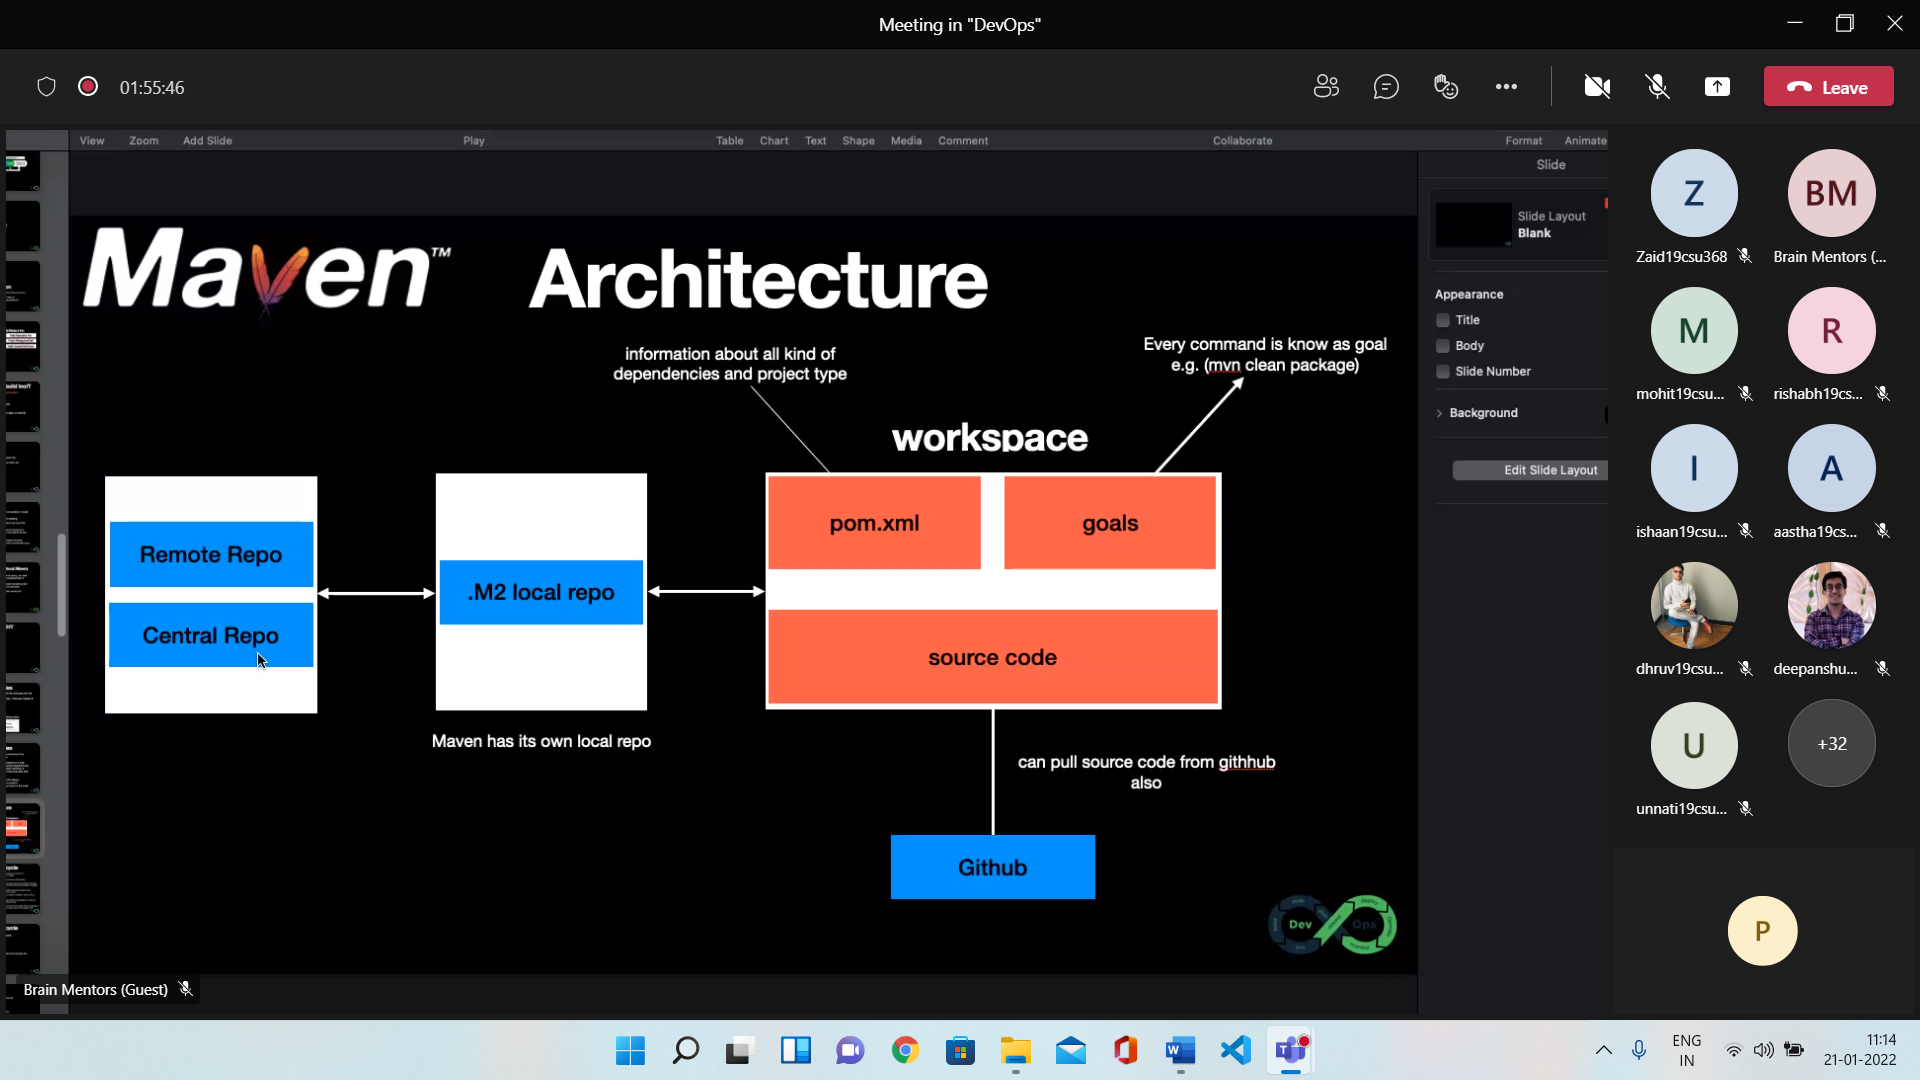 Meeting in "DevOps"
01:55:46
Leave
View Zoom Add Slide Play Table Chart Text Shape Media Comment Collaborate Format Animate
Slide
Slide Layout
Blank
Appearance
Title
Body
Slide Number
Background
Edit Slide Layout
Maven™ Architecture
information about all kind of
dependencies and project type
Every command is know as goal
e.g. (mvn clean package)
workspace
Remote Repo
Central Repo
.M2 local repo
Maven has its own local repo
pom.xml
goals
source code
can pull source code from githhub
also
Github
Dev Ops
Brain Mentors (Guest)
Z
Zaid19csu368
BM
Brain Mentors (...
M
mohit19csu...
R
rishabh19cs...
I
ishaan19csu...
A
aastha19cs...
dhruv19csu...
deepanshu...
U
unnati19csu...
+32
P
ENG
IN
11:14
21-01-2022